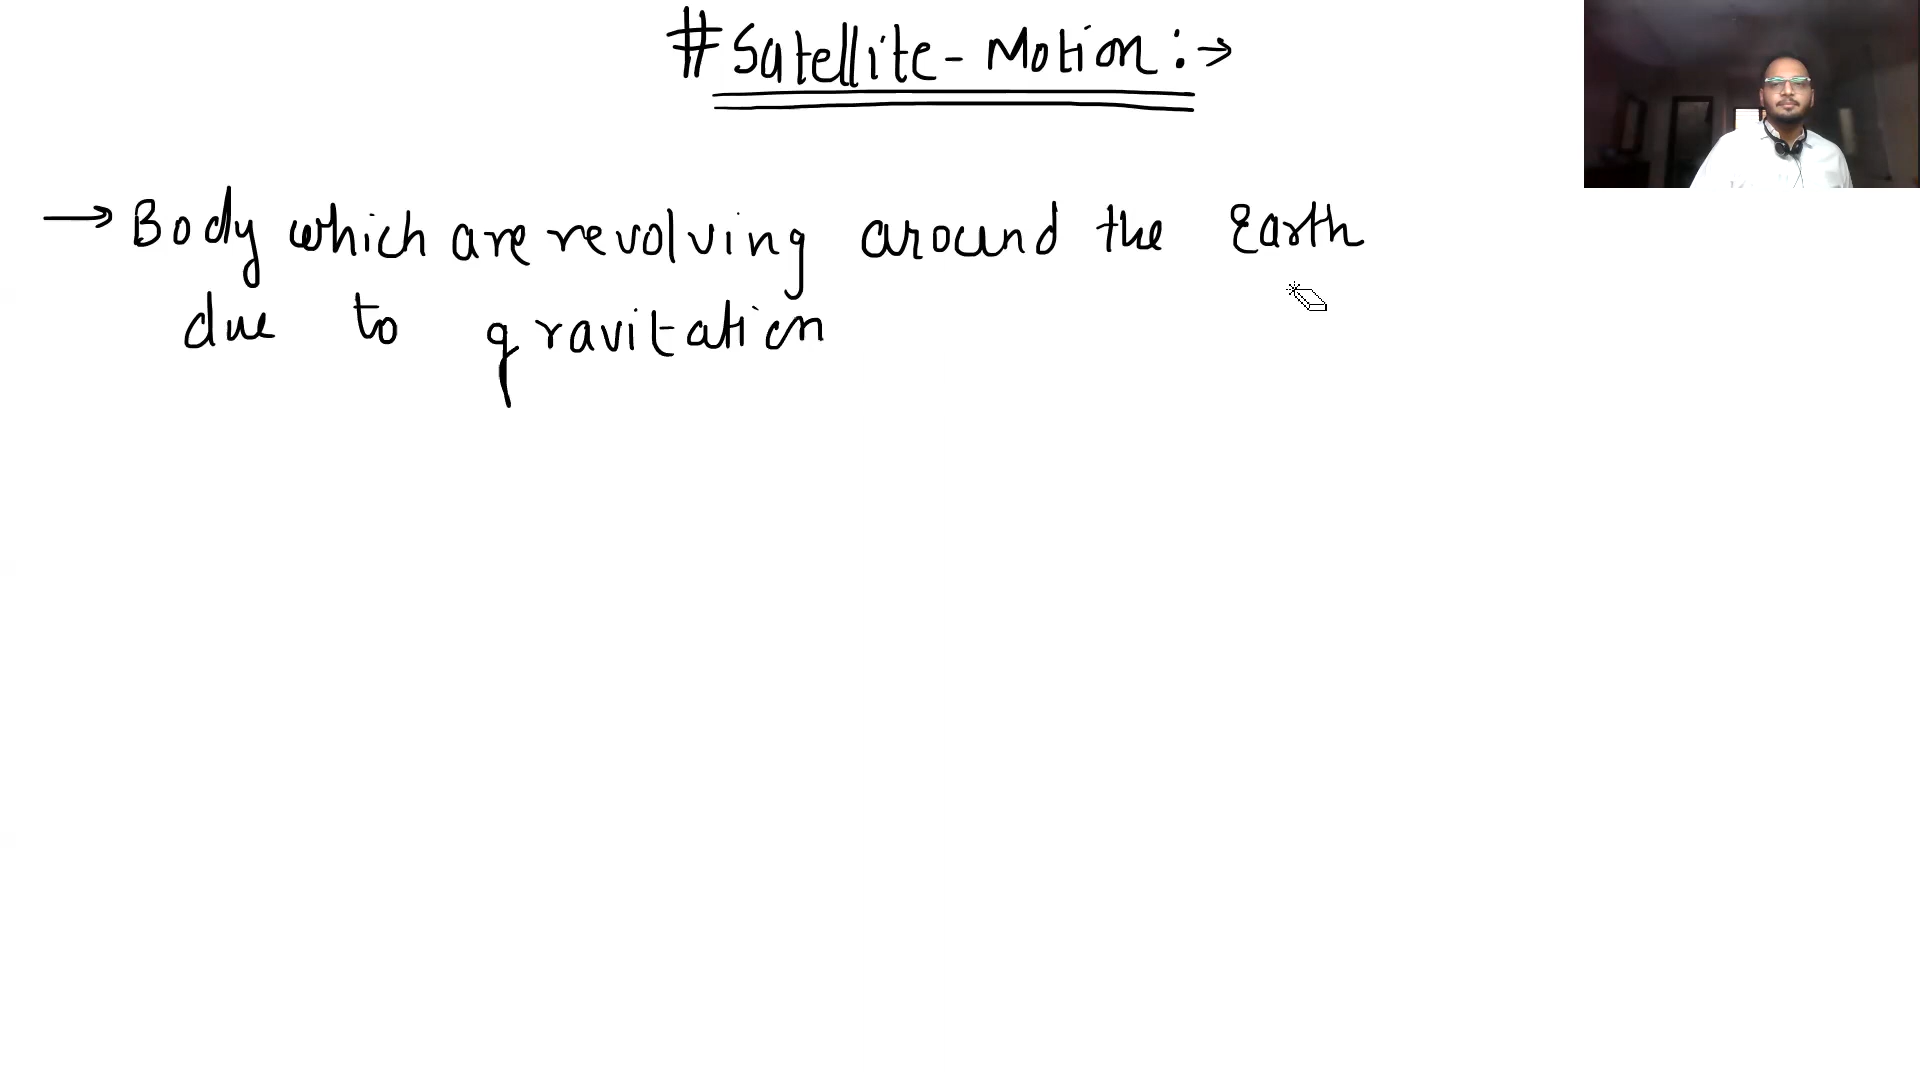 #Satellite-Motion:→
→ Body which are revolving around the Earth
due to gravitation